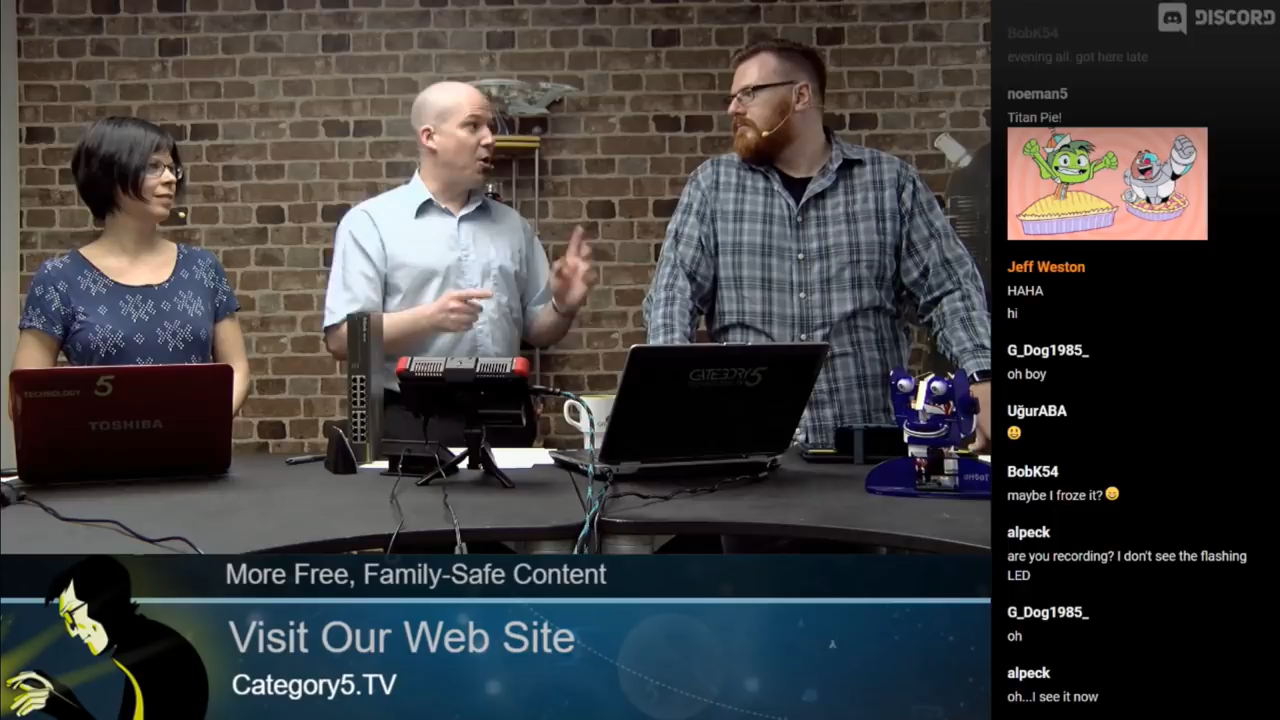 DISCORD
BobK54
evening all. got here late
noeman5
Titan Pie!
Jeff Weston
HAHA
hi
G_Dog1985_
oh boy
UğurABA
😃
BobK54
maybe I froze it? 😊
alpeck
are you recording? I don't see the flashing
LED
G_Dog1985_
oh
alpeck
oh...I see it now
TECHNOLOGY 5
TOSHIBA
CATEGORY5
More Free, Family-Safe Content
Visit Our Web Site
Category5.TV